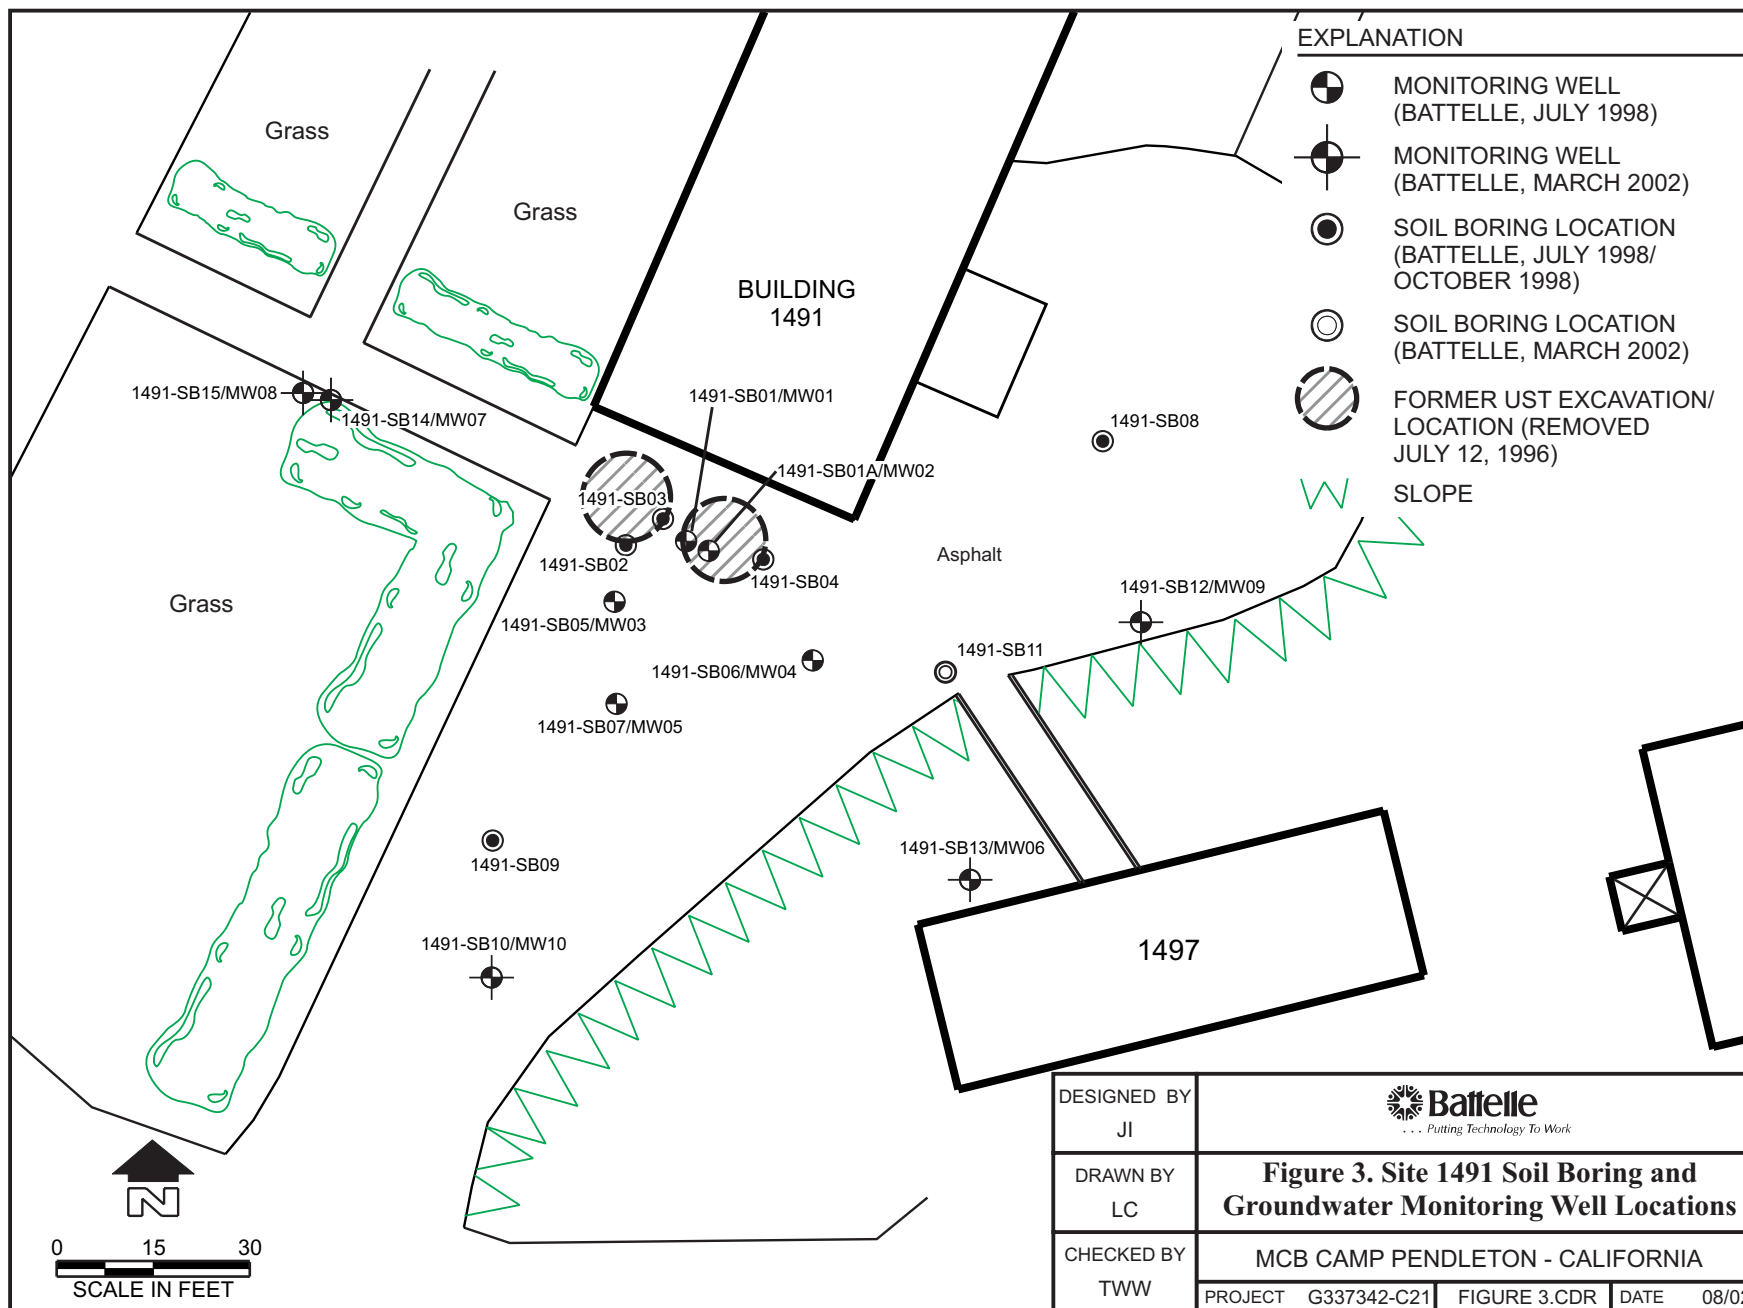 EXPLANATION
MONITORING WELL
(BATTELLE, JULY 1998)
MONITORING WELL
(BATTELLE, MARCH 2002)
SOIL BORING LOCATION
(BATTELLE, JULY 1998/
OCTOBER 1998)
SOIL BORING LOCATION
(BATTELLE, MARCH 2002)
FORMER UST EXCAVATION/
LOCATION (REMOVED
JULY 12, 1996)
SLOPE
Grass
Grass
BUILDING
1491
1491-SB15/MW08
1491-SB14/MW07
1491-SB01/MW01
1491-SB08
1491-SB01A/MW02
1491-SB03
Asphalt
1491-SB02
1491-SB04
1491-SB12/MW09
Grass
1491-SB05/MW03
1491-SB11
1491-SB06/MW04
1491-SB07/MW05
1491-SB13/MW06
1491-SB09
1491-SB10/MW10
1497
N
0 15 30
SCALE IN FEET
DESIGNED BY
JI
Battelle
. . . Putting Technology To Work
DRAWN BY
LC
Figure 3. Site 1491 Soil Boring and
Groundwater Monitoring Well Locations
CHECKED BY
TWW
MCB CAMP PENDLETON - CALIFORNIA
PROJECT G337342-C21 FIGURE 3.CDR DATE 08/02